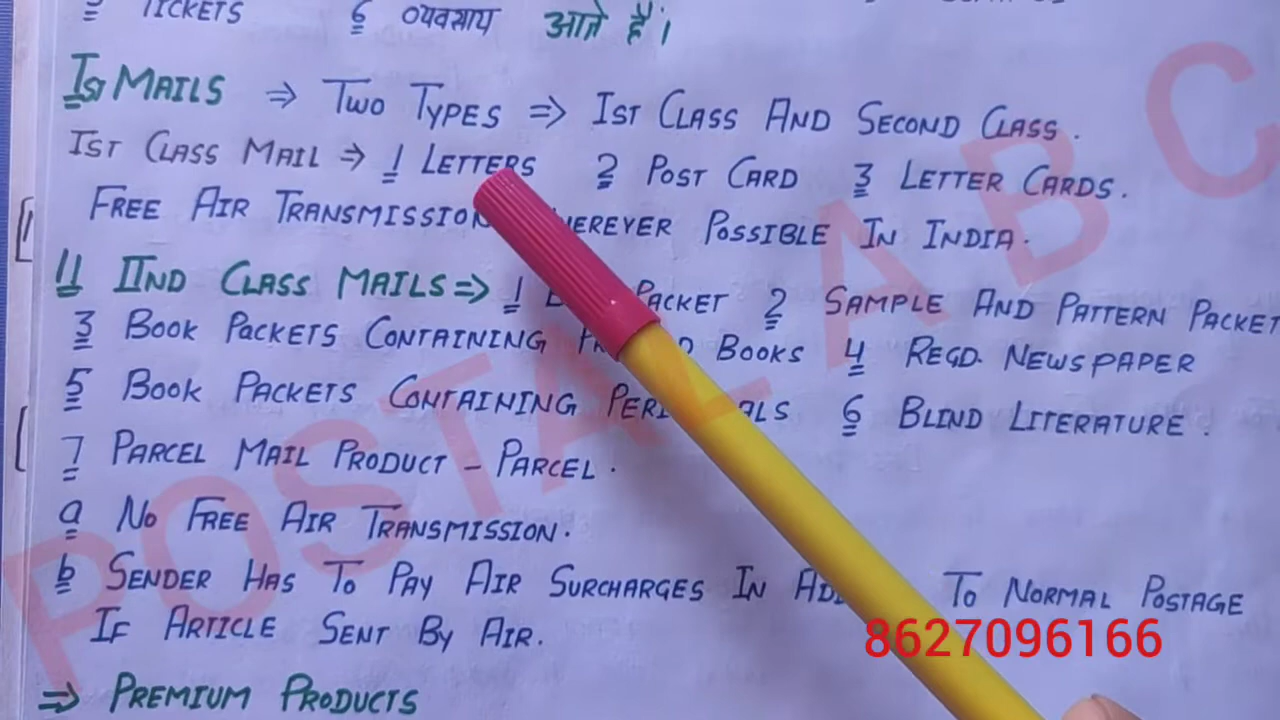 TICKETS 6 व्यवसाय आते हैं।
Ist MAILS ⇒ TWO TYPES ⇒ IST CLASS AND SECOND CLASS.
IST CLASS MAIL ⇒ 1 LETTERS 2 POST CARD 3 LETTER CARDS.
FREE AIR TRANSMISSION POSSIBLE IN INDIA.
11 IIND CLASS MAILS ⇒ 1 PACKET 2 SAMPLE AND PATTERN PACKET
3 BOOK PACKETS CONTAINING BOOKS 4 REGD. NEWSPAPER
5 BOOK PACKETS CONTAINING 6 BLIND LITERATURE.
7 PARCEL MAIL PRODUCT - PARCEL.
a NO FREE AIR TRANSMISSION.
b SENDER HAS TO PAY AIR SURCHARGES IN TO NORMAL POSTAGE
IF ARTICLE SENT BY AIR.
8627096166
⇒ PREMIUM PRODUCTS
POSTAL ABC